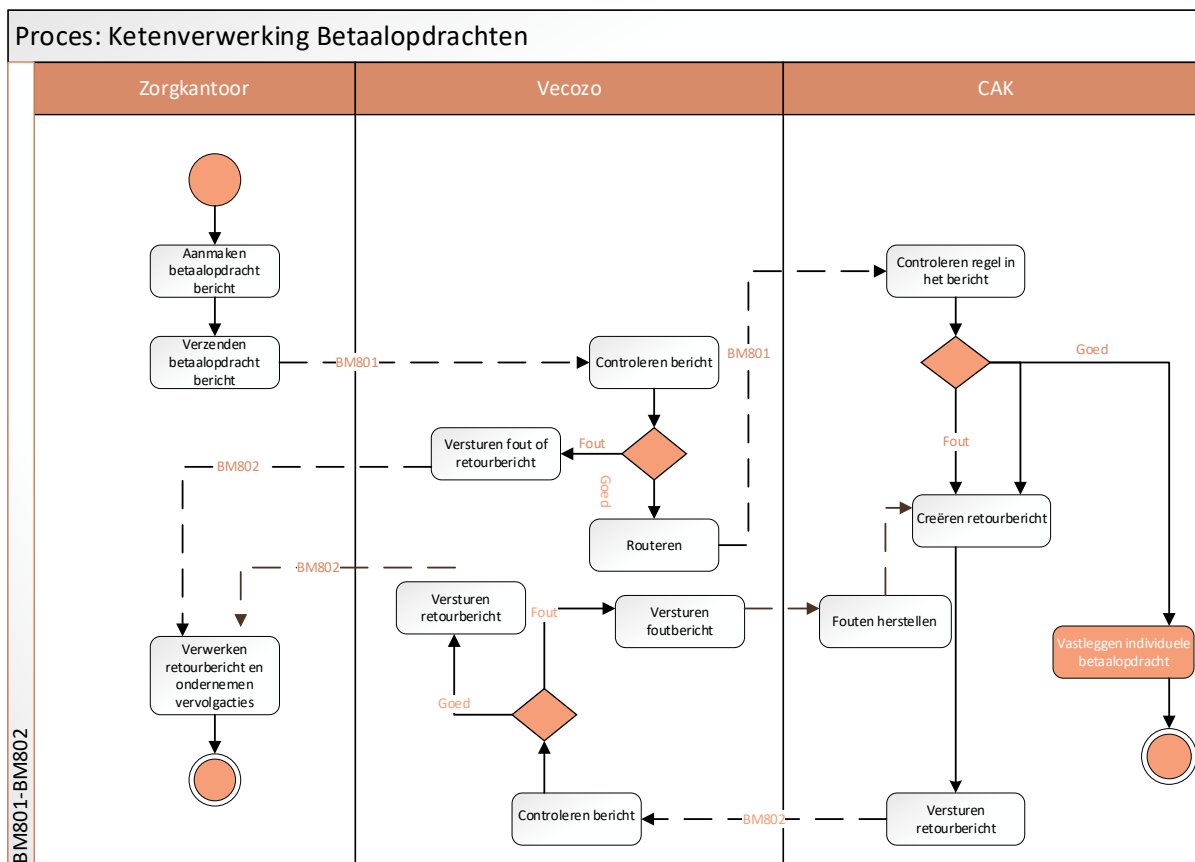 Proces: Ketenverwerking Betaalopdrachten
Zorgkantoor
Vecozo
CAK
Aanmaken
betaalopdracht
bericht
Verzenden
betaalopdracht
bericht
BM801
Controleren bericht
BM801
Controleren regel in
het bericht
Goed
Fout
Versturen fout of
retourbericht
Fout
Goed
BM802
Routeren
Creëren retourbericht
BM802
Versturen
retourbericht
Fout
Versturen
foutbericht
Fouten herstellen
Verwerken
retourbericht en
ondernemen
vervolgacties
Goed
Vastleggen individuele
betaalopdracht
Controleren bericht
BM802
Versturen
retourbericht
BM801-BM802